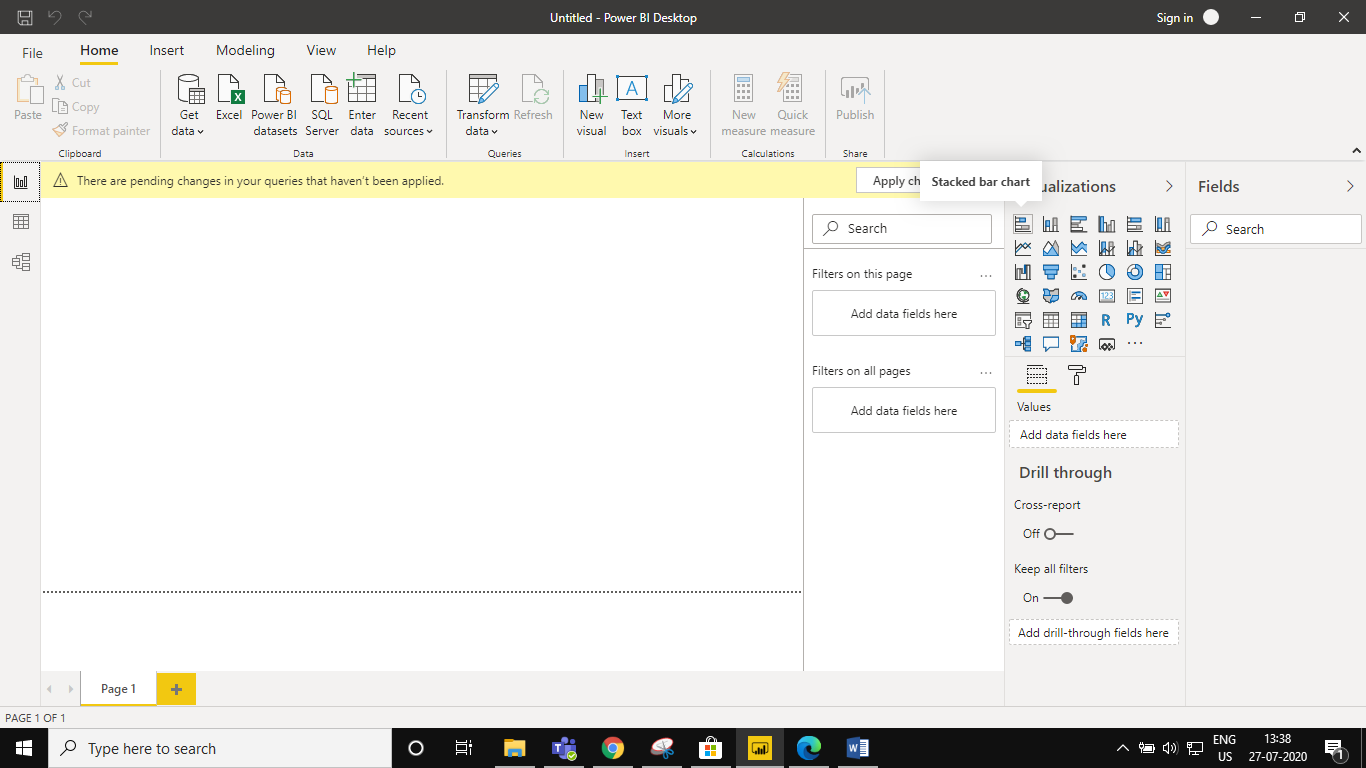 Untitled - Power BI Desktop
Sign in
File
Home
Insert
Modeling
View
Help
Paste
Cut
Copy
Format painter
Clipboard
Get data
Excel
Power BI datasets
SQL Server
Enter data
Recent sources
Data
Transform data
Refresh
Queries
New visual
Text box
More visuals
Insert
New measure
Quick measure
Calculations
Publish
Share
There are pending changes in your queries that haven't been applied.
Apply ch
Stacked bar chart
ualizations
Fields
Search
Search
Filters on this page
...
Add data fields here
Filters on all pages
...
Add data fields here
123
R
Py
...
Values
Add data fields here
Drill through
Cross-report
Off
Keep all filters
On
Add drill-through fields here
Page 1
PAGE 1 OF 1
Type here to search
ENG
US
13:38
27-07-2020
1